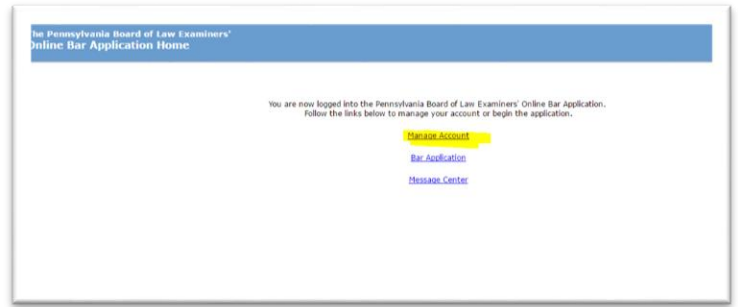 The Pennsylvania Board of Law Examiners'
Online Bar Application Home
You are now logged into the Pennsylvania Board of Law Examiners' Online Bar Application.
Follow the links below to manage your account or begin the application.
Manage Account
Bar Application
Message Center